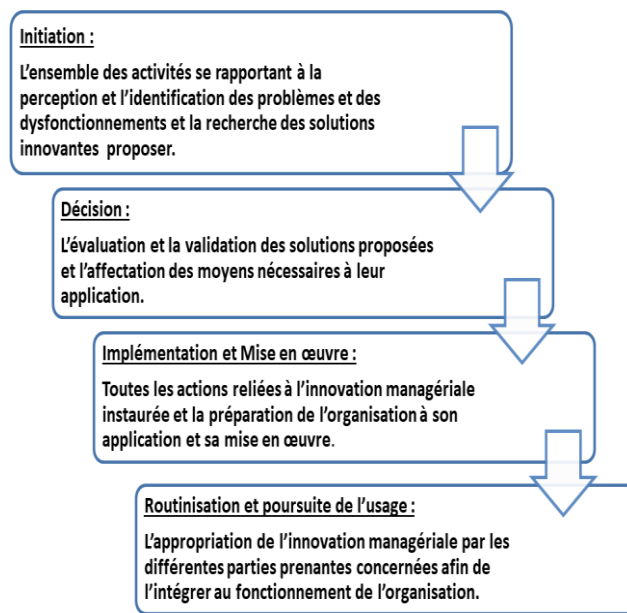 Initiation :
L'ensemble des activités se rapportant à la
perception et l'identification des problèmes et des
dysfonctionnements et la recherche des solutions
innovantes proposer.
Décision :
L'évaluation et la validation des solutions proposées
et l'affectation des moyens nécessaires à leur
application.
Implémentation et Mise en œuvre :
Toutes les actions reliées à l'innovation managériale
instaurée et la préparation de l'organisation à son
application et sa mise en œuvre.
Routinisation et poursuite de l'usage :
L'appropriation de l'innovation managériale par les
différentes parties prenantes concernées afin de
l'intégrer au fonctionnement de l'organisation.